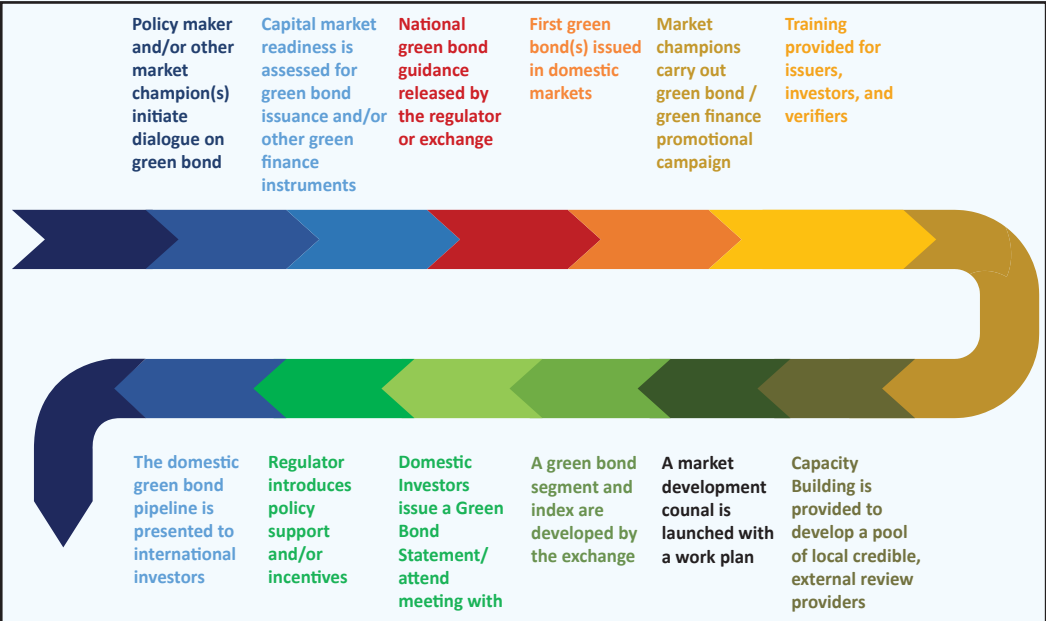 Policy maker
and/or other
market
champion(s)
initiate
dialogue on
green bond
Capital market
readiness is
assessed for
green bond
issuance and/or
other green
finance
instruments
National
green bond
guidance
released by
the regulator
or exchange
First green
bond(s) issued
in domestic
markets
Market
champions
carry out
green bond /
green finance
promotional
campaign
Training
provided for
issuers,
investors, and
verifiers
The domestic
green bond
pipeline is
presented to
international
investors
Regulator
introduces
policy
support
and/or
incentives
Domestic
Investors
issue a Green
Bond
Statement/
attend
meeting with
A green bond
segment and
index are
developed by
the exchange
A market
development
counal is
launched with
a work plan
Capacity
Building is
provided to
develop a pool
of local credible,
external review
providers